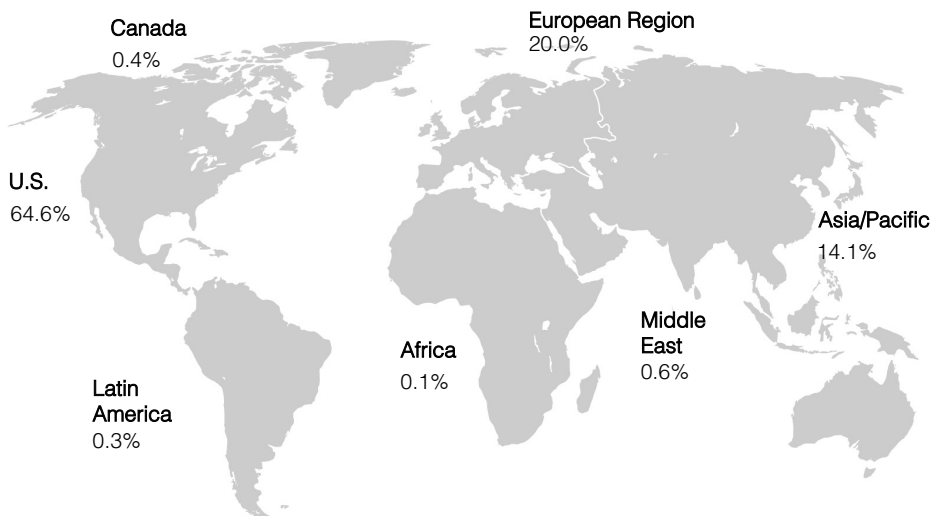 Canada
0.4%
European Region
20.0%
U.S.
64.6%
Asia/Pacific
14.1%
Middle
East
0.6%
Africa
0.1%
Latin
America
0.3%